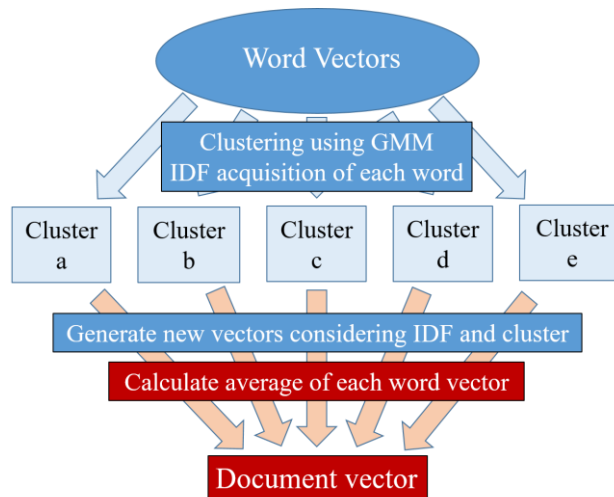 Word Vectors
Clustering using GMM
IDF acquisition of each word
Cluster
a
Cluster
b
Cluster
c
Cluster
d
Cluster
e
Generate new vectors considering IDF and cluster
Calculate average of each word vector
Document vector